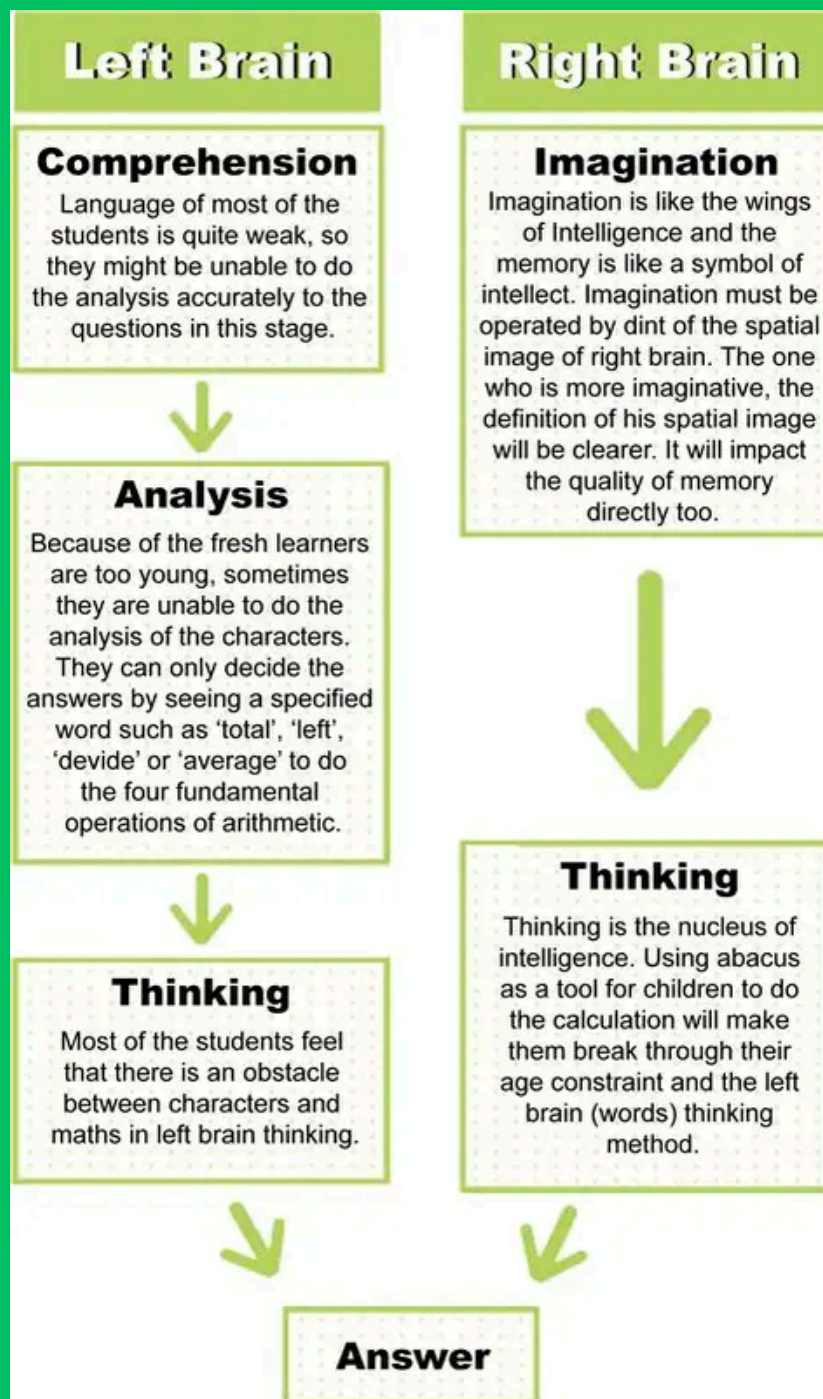 Left Brain
Comprehension
Language of most of the
students is quite weak, so
they might be unable to do
the analysis accurately to the
questions in this stage.
Analysis
Because of the fresh learners
are too young, sometimes
they are unable to do the
analysis of the characters.
They can only decide the
answers by seeing a specified
word such as ‘total’, ‘left’,
‘devide’ or ‘average’ to do
the four fundamental
operations of arithmetic.
Thinking
Most of the students feel
that there is an obstacle
between characters and
maths in left brain thinking.
Right Brain
Imagination
Imagination is like the wings
of Intelligence and the
memory is like a symbol of
intellect. Imagination must be
operated by dint of the spatial
image of right brain. The one
who is more imaginative, the
definition of his spatial image
will be clearer. It will impact
the quality of memory
directly too.
Thinking
Thinking is the nucleus of
intelligence. Using abacus
as a tool for children to do
the calculation will make
them break through their
age constraint and the left
brain (words) thinking
method.
Answer